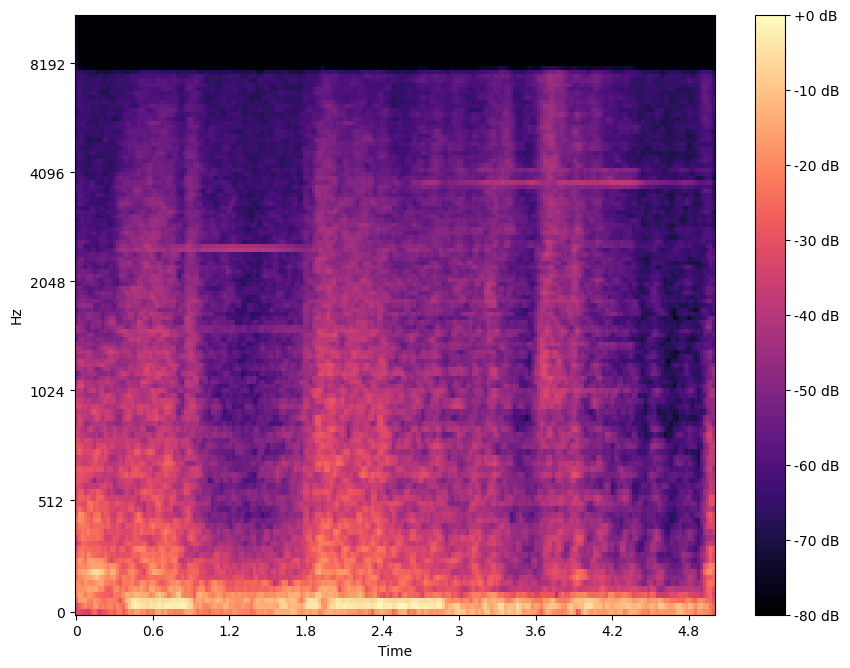 +0 dB
8192
-10 dB
4096
-20 dB
-30 dB
2048
Hz
-40 dB
1024
-50 dB
-60 dB
512
-70 dB
0
-80 dB
0 0.6 1.2 1.8 2.4 3 3.6 4.2 4.8
Time